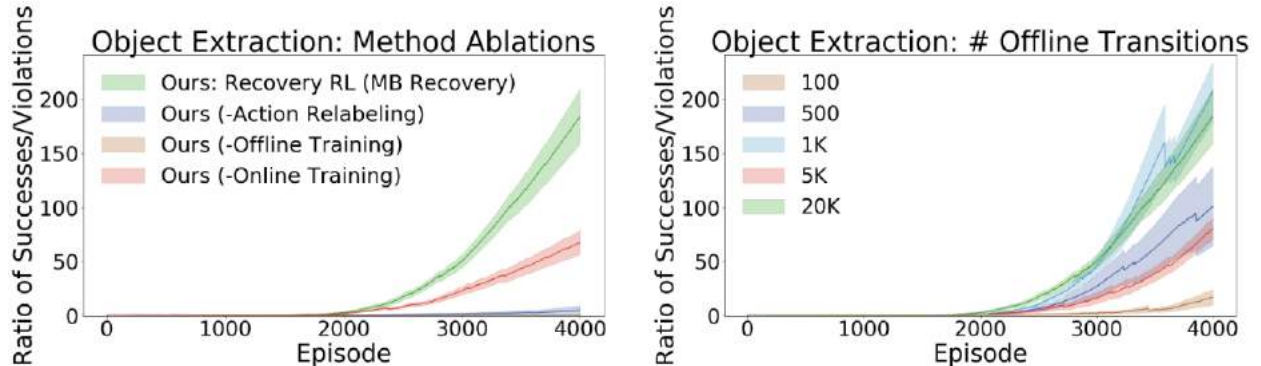 Object Extraction: Method Ablations
Ratio of Successes/Violations
Ours: Recovery RL (MB Recovery)
Ours (-Action Relabeling)
Ours (-Offline Training)
Ours (-Online Training)
200
150
100
50
0
0 1000 2000 3000 4000
Episode
Object Extraction: # Offline Transitions
Ratio of Successes/Violations
100
500
1K
5K
20K
200
150
100
50
0
0 1000 2000 3000 4000
Episode